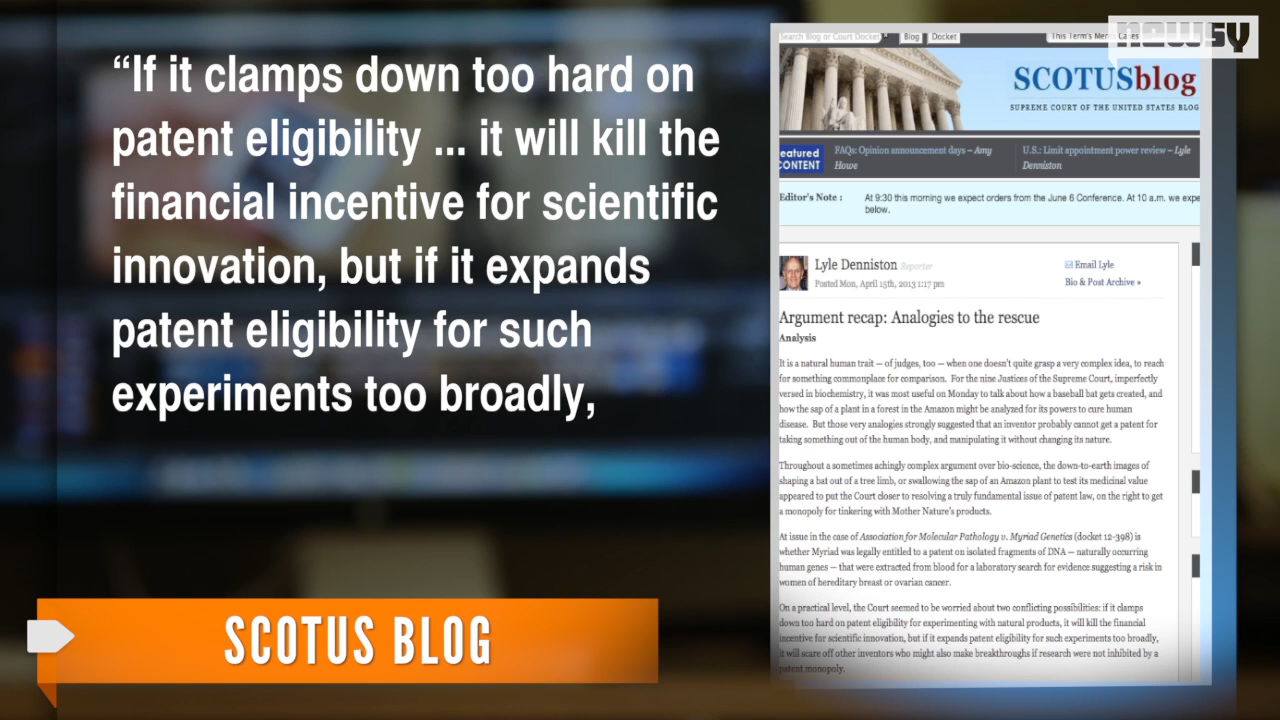 “If it clamps down too hard on
patent eligibility ... it will kill the
financial incentive for scientific
innovation, but if it expands
patent eligibility for such
experiments too broadly,
SCOTUS BLOG
newsy
Search Blog or Court Docket
Blog
Docket
This Term's Merit Cases
SCOTUSblog
SUPREME COURT OF THE UNITED STATES BLOG
eatured
CONTENT
FAQs: Opinion announcement days – Amy
Howe
U.S.: Limit appointment power review – Lyle
Denniston
Editor's Note :
At 9:30 this morning we expect orders from the June 6 Conference. At 10 a.m. we expe
below.
Lyle Denniston Reporter
Posted Mon, April 15th, 2013 1:17 pm
Email Lyle
Bio & Post Archive »
Argument recap: Analogies to the rescue
Analysis
It is a natural human trait — of judges, too — when one doesn't quite grasp a very complex idea, to reach
for something commonplace for comparison. For the nine Justices of the Supreme Court, imperfectly
versed in biochemistry, it was most useful on Monday to talk about how a baseball bat gets created, and
how the sap of a plant in a forest in the Amazon might be analyzed for its powers to cure human
disease. But those very analogies strongly suggested that an inventor probably cannot get a patent for
taking something out of the human body, and manipulating it without changing its nature.
Throughout a sometimes achingly complex argument over bio-science, the down-to-earth images of
shaping a bat out of a tree limb, or swallowing the sap of an Amazon plant to test its medicinal value
appeared to put the Court closer to resolving a truly fundamental issue of patent law, on the right to get
a monopoly for tinkering with Mother Nature's products.
At issue in the case of Association for Molecular Pathology v. Myriad Genetics (docket 12-398) is
whether Myriad was legally entitled to a patent on isolated fragments of DNA — naturally occurring
human genes — that were extracted from blood for a laboratory search for evidence suggesting a risk in
women of hereditary breast or ovarian cancer.
On a practical level, the Court seemed to be worried about two conflicting possibilities: if it clamps
down too hard on patent eligibility for experimenting with natural products, it will kill the financial
incentive for scientific innovation, but if it expands patent eligibility for such experiments too broadly,
it will scare off other inventors who might also make breakthroughs if research were not inhibited by a
patent monopoly.